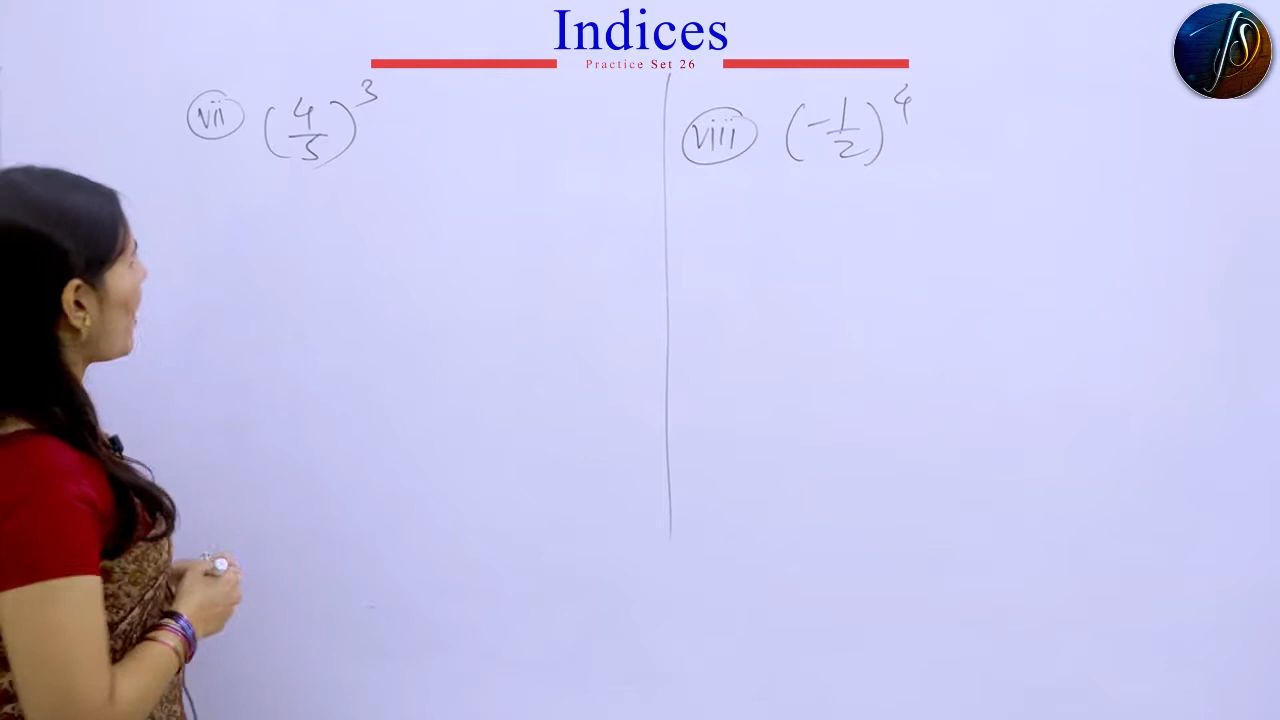 Indices
Practice Set 26
vii (4/5)³
viii (-1/2)⁴